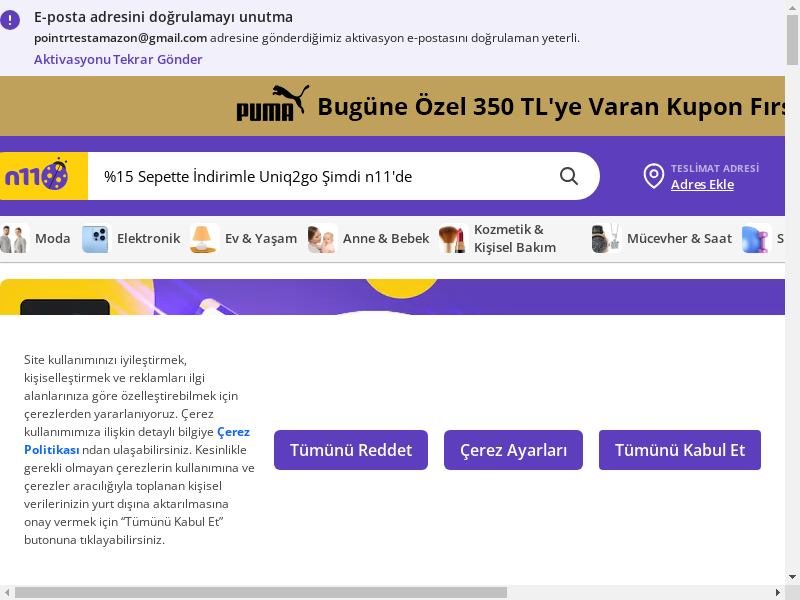 E-posta adresini doğrulamayı unutma
pointrtestamazon@gmail.com adresine gönderdiğimiz aktivasyon e-postasını doğrulaman yeterli.
Aktivasyonu Tekrar Gönder
PUMA Bugüne Özel 350 TL'ye Varan Kupon Fırs
n11
%15 Sepette İndirimle Uniq2go Şimdi n11'de
TESLİMAT ADRESİ
Adres Ekle
Moda
Elektronik
Ev & Yaşam
Anne & Bebek
Kozmetik &
Kişisel Bakım
Mücevher & Saat
S
Site kullanımınızı iyileştirmek,
kişiselleştirmek ve reklamları ilgi
alanlarınıza göre özelleştirebilmek için
çerezlerden yararlanıyoruz. Çerez
kullanımımıza ilişkin detaylı bilgiye Çerez
Politikası ndan ulaşabilirsiniz. Kesinlikle
gerekli olmayan çerezlerin kullanımına ve
çerezler aracılığıyla toplanan kişisel
verilerinizin yurt dışına aktarılmasına
onay vermek için “Tümünü Kabul Et”
butonuna tıklayabilirsiniz.
Tümünü Reddet
Çerez Ayarları
Tümünü Kabul Et